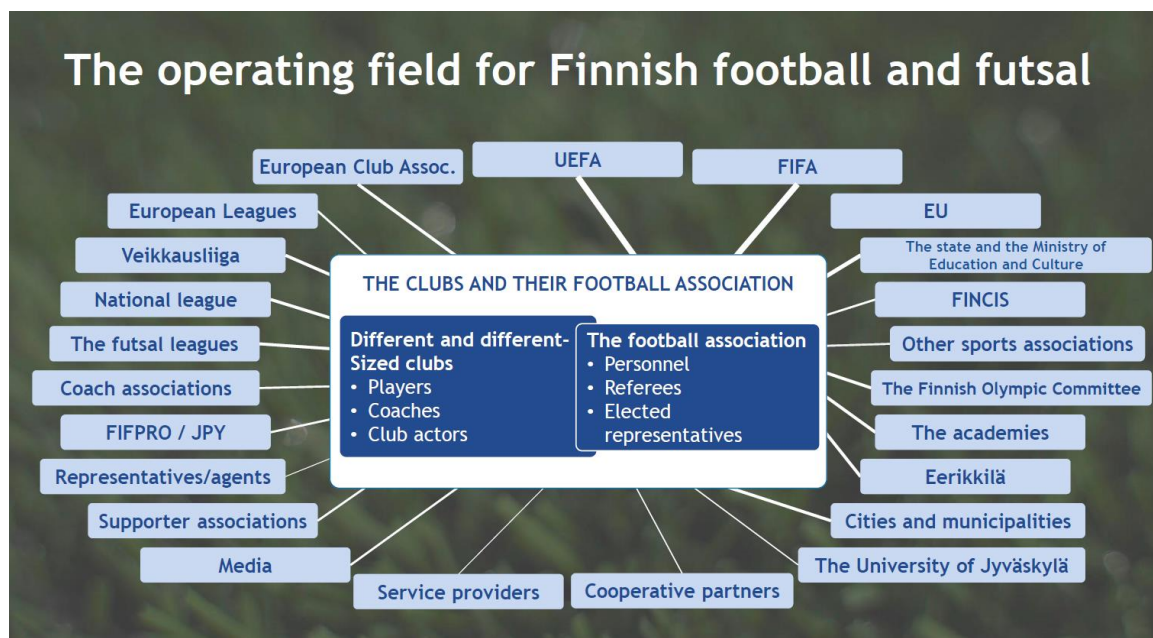 The operating field for Finnish football and futsal
European Club Assoc.
UEFA
FIFA
European Leagues
EU
Veikkausliiga
The state and the Ministry of
Education and Culture
National league
FINCIS
The futsal leagues
Other sports associations
Coach associations
The Finnish Olympic Committee
FIFPRO / JPY
The academies
Representatives/agents
Eerikkilä
Supporter associations
Cities and municipalities
Media
The University of Jyväskylä
Service providers
Cooperative partners
THE CLUBS AND THEIR FOOTBALL ASSOCIATION
Different and different-
Sized clubs
• Players
• Coaches
• Club actors
The football association
• Personnel
• Referees
• Elected
representatives